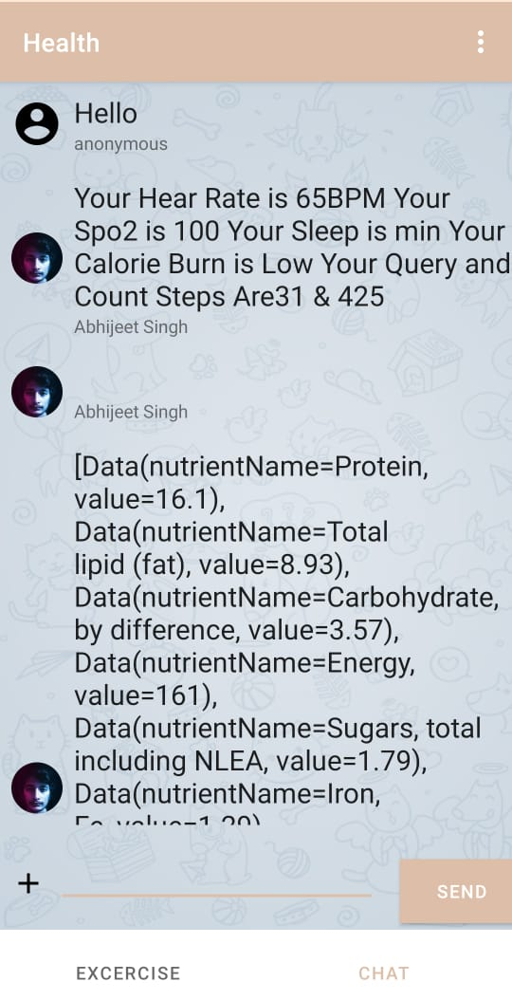 Health
Hello
anonymous
Your Hear Rate is 65BPM Your
Spo2 is 100 Your Sleep is min Your
Calorie Burn is Low Your Query and
Count Steps Are31 & 425
Abhijeet Singh
Abhijeet Singh
[Data(nutrientName=Protein,
value=16.1),
Data(nutrientName=Total
lipid (fat), value=8.93),
Data(nutrientName=Carbohydrate,
by difference, value=3.57),
Data(nutrientName=Energy,
value=161),
Data(nutrientName=Sugars, total
including NLEA, value=1.79),
Data(nutrientName=Iron,
Fe, value=1.29)
SEND
EXCERCISE
CHAT